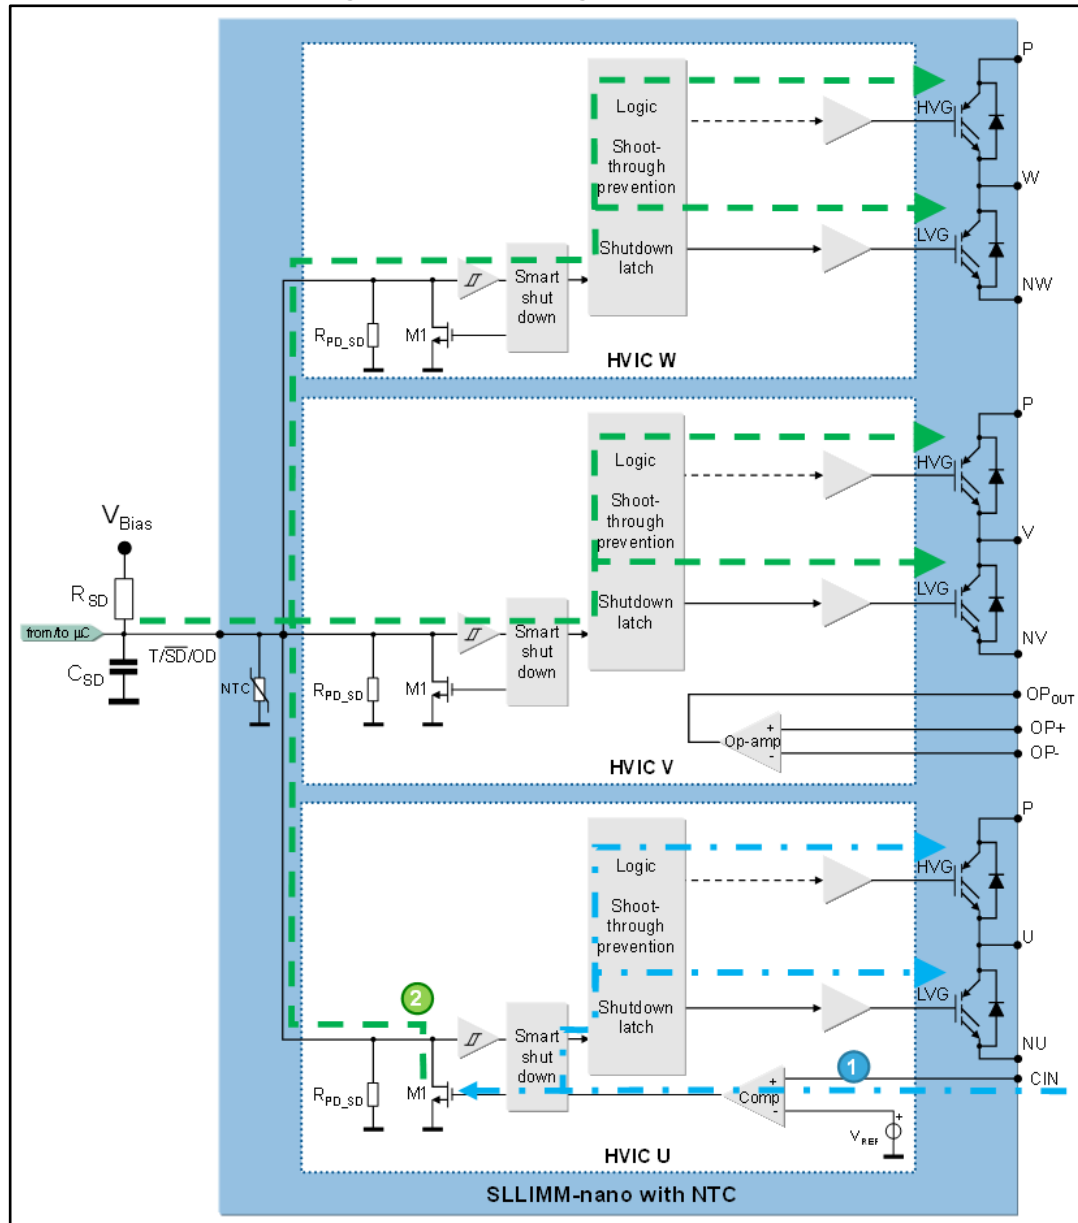 P
Logic
HVG
Shoot-
through
prevention
W
Shutdown
latch
LVG
Smart
shut
down
NW
RPD_SD
M1
HVIC W
P
Logic
HVG
Shoot-
through
prevention
V
VBias
RSD
Shutdown
latch
LVG
Smart
shut
down
from/to µC
T/SD/OD
NV
CSD
NTC
RPD_SD
M1
OPOUT
+
OP+
Op-amp
-
OP-
HVIC V
P
Logic
HVG
Shoot-
through
prevention
U
2
Shutdown
latch
LVG
Smart
shut
down
NU
1
CIN
+
RPD_SD
M1
Comp
-
VREF
+
HVIC U
SLLIMM-nano with NTC